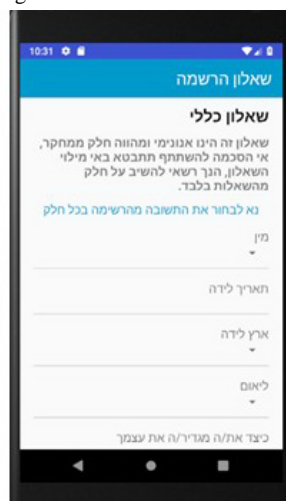 10:31
שאלון הרשמה
שאלון כללי
שאלון זה הינו אנונימי ומהווה חלק ממחקר,
אי הסכמה להשתתף תתבטא באי מילוי
השאלון, הנך רשאי להשיב על חלק
מהשאלות בלבד.
נא לבחור את התשובה מהרשימה בכל חלק
מין
תאריך לידה
ארץ לידה
ליאום
כיצד את/ה מגדיר/ה את עצמך